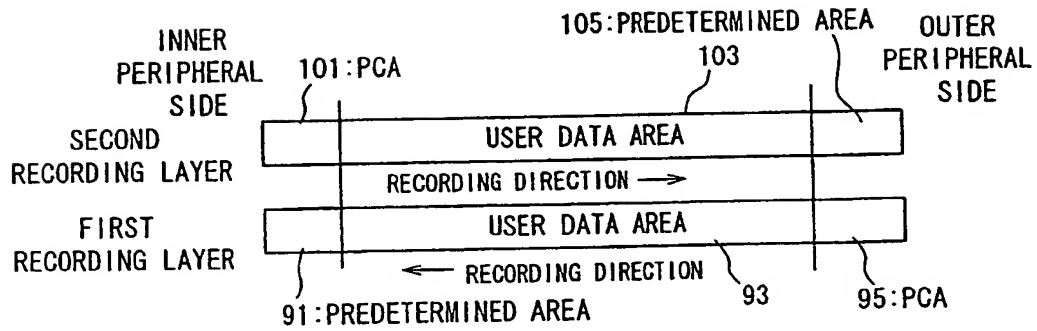 INNER
PERIPHERAL
SIDE
101:PCA
105:PREDETERMINED AREA
103
OUTER
PERIPHERAL
SIDE
SECOND
RECORDING LAYER
USER DATA AREA
RECORDING DIRECTION →
FIRST
RECORDING LAYER
USER DATA AREA
← RECORDING DIRECTION
91:PREDETERMINED AREA
93
95:PCA